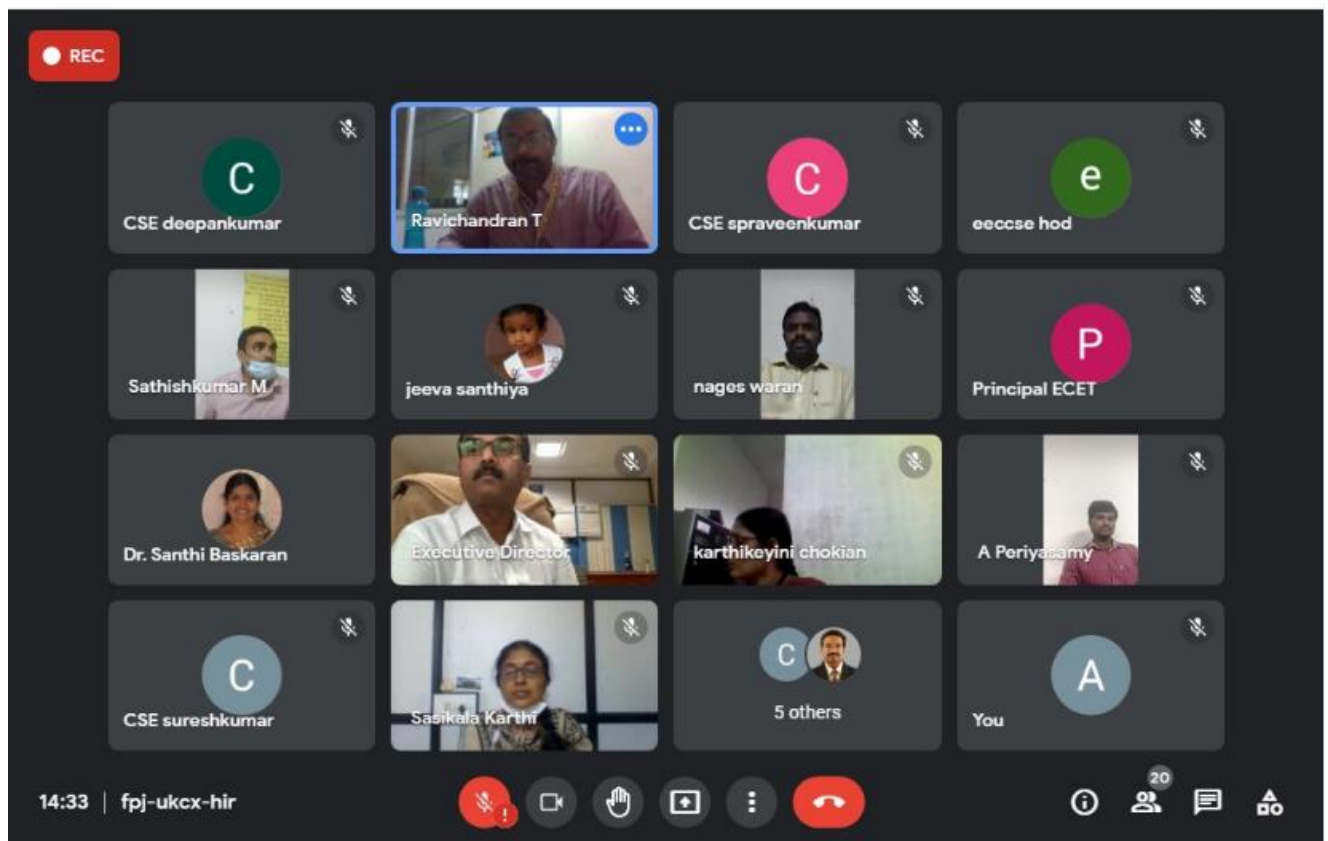 REC
C
CSE deepankumar
Ravichandran T
C
CSE spraveenkumar
e
eeccse hod
Sathishkumar M
jeeva santhiya
nages waran
P
Principal ECET
Dr. Santhi Baskaran
Executive Director
karthikeyini chokian
A Periyasamy
C
CSE sureshkumar
Sasikala Karthi
C
5 others
A
You
14:33 | fpj-ukcx-hir
20